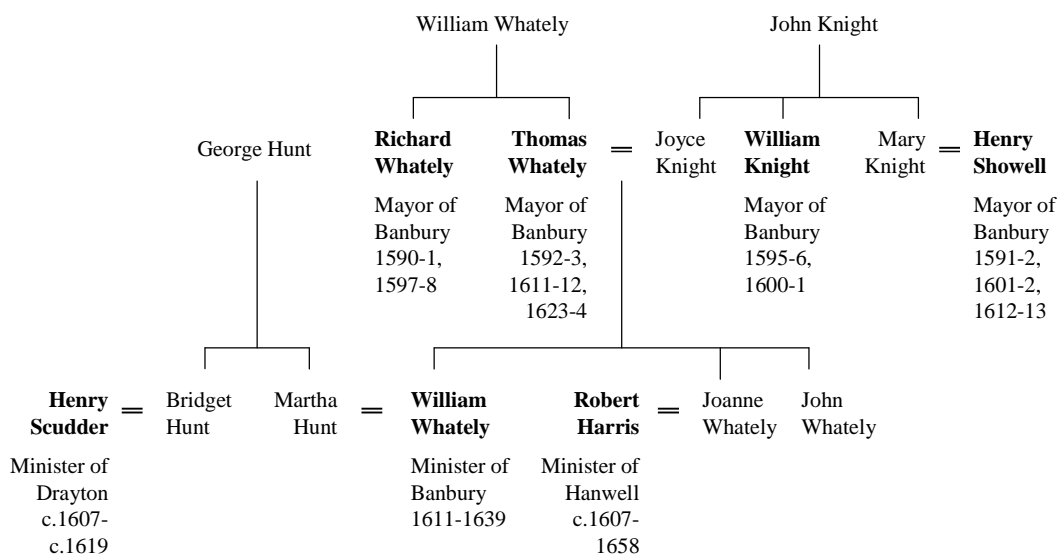 William Whately
John Knight
George Hunt
Richard
Whately
Mayor of
Banbury
1590-1,
1597-8
Thomas
Whately
Mayor of
Banbury
1592-3,
1611-12,
1623-4
=
Joyce
Knight
William
Knight
Mayor of
Banbury
1595-6,
1600-1
Mary
Knight
=
Henry
Showell
Mayor of
Banbury
1591-2,
1601-2,
1612-13
Henry
Scudder
Minister of
Drayton
c.1607-
c.1619
=
Bridget
Hunt
Martha
Hunt
=
William
Whately
Minister of
Banbury
1611-1639
Robert
Harris
Minister of
Hanwell
c.1607-
1658
=
Joanne
Whately
John
Whately